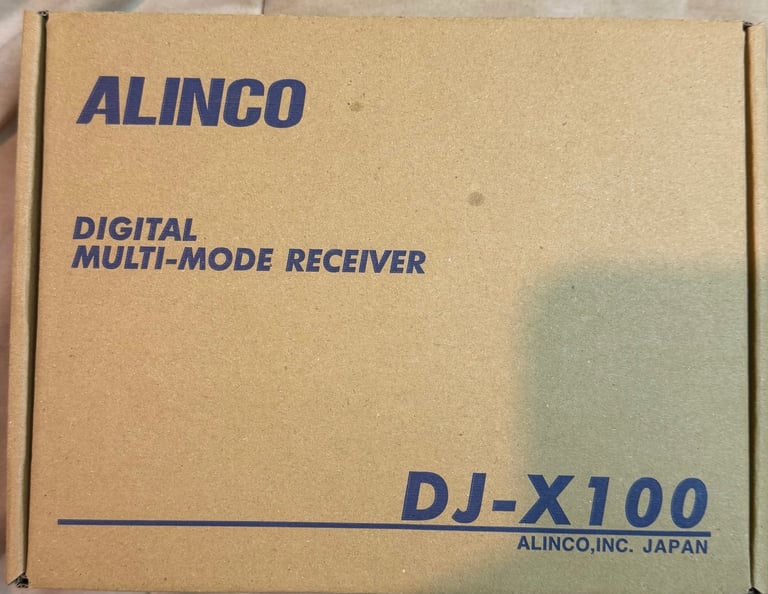 ALINCO
DIGITAL
MULTI-MODE RECEIVER
DJ-X100
ALINCO,INC. JAPAN